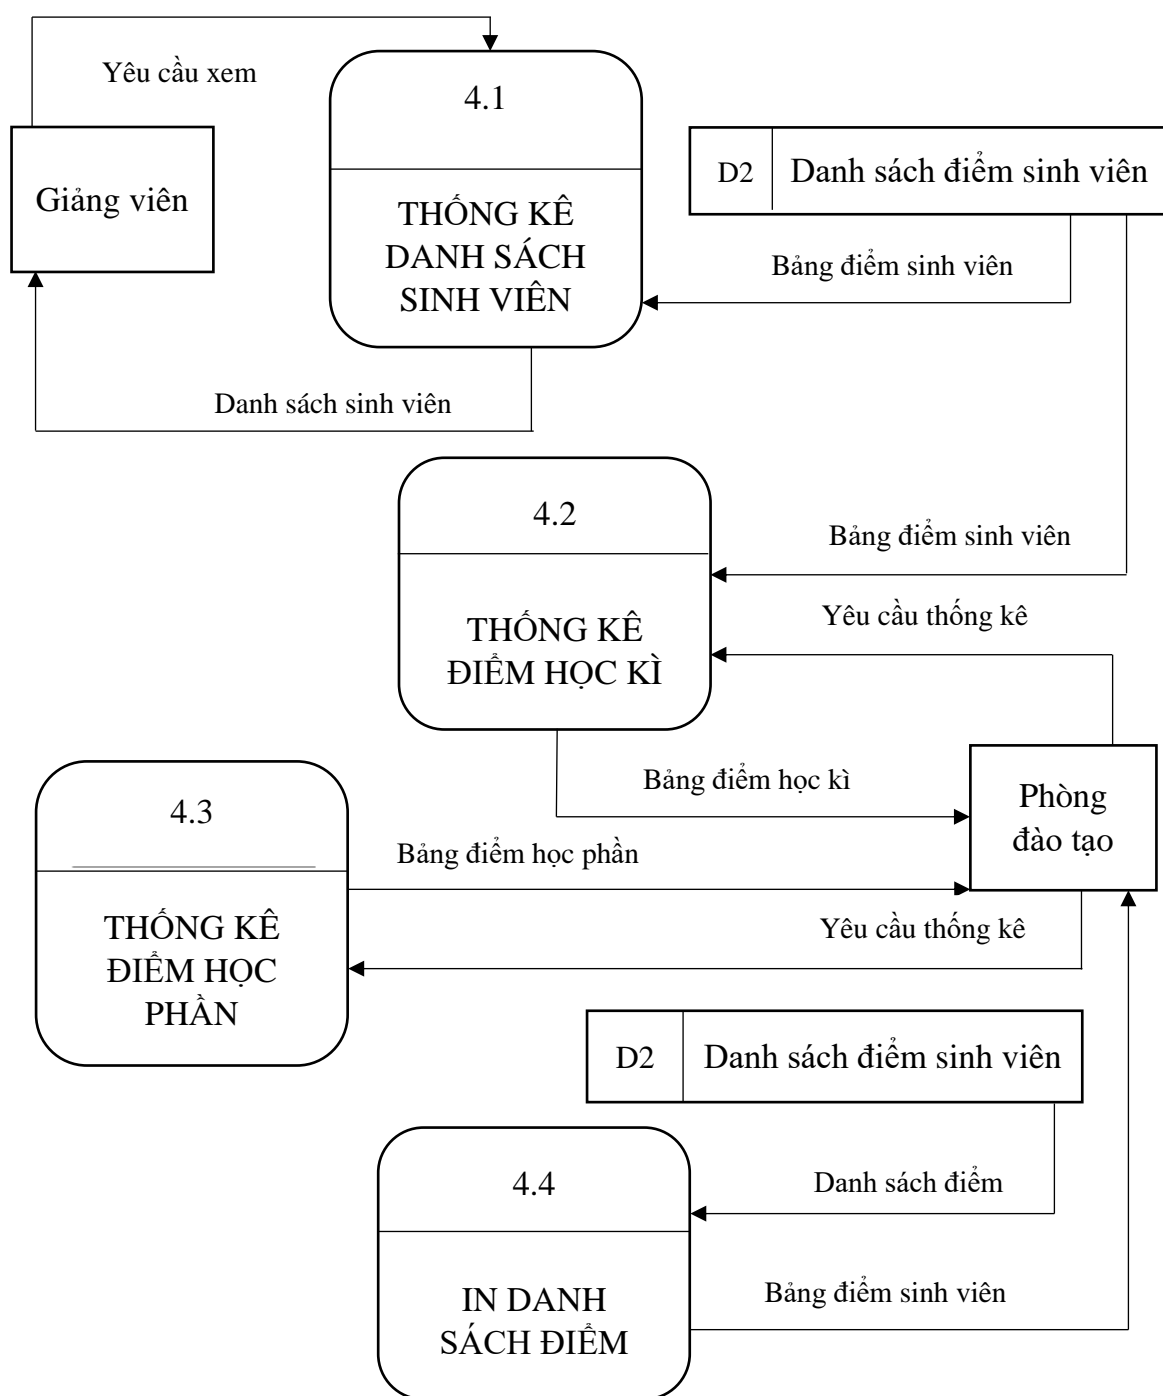 Yêu cầu xem
4.1
D2 Danh sách điểm sinh viên
Giảng viên
THỐNG KÊ
DANH SÁCH
SINH VIÊN
Bảng điểm sinh viên
Danh sách sinh viên
4.2
Bảng điểm sinh viên
Yêu cầu thống kê
THỐNG KÊ
ĐIỂM HỌC KÌ
Bảng điểm học kì
Phòng
đào tạo
4.3
Bảng điểm học phần
THỐNG KÊ
ĐIỂM HỌC
PHẦN
Yêu cầu thống kê
D2 Danh sách điểm sinh viên
4.4
Danh sách điểm
IN DANH
SÁCH ĐIỂM
Bảng điểm sinh viên